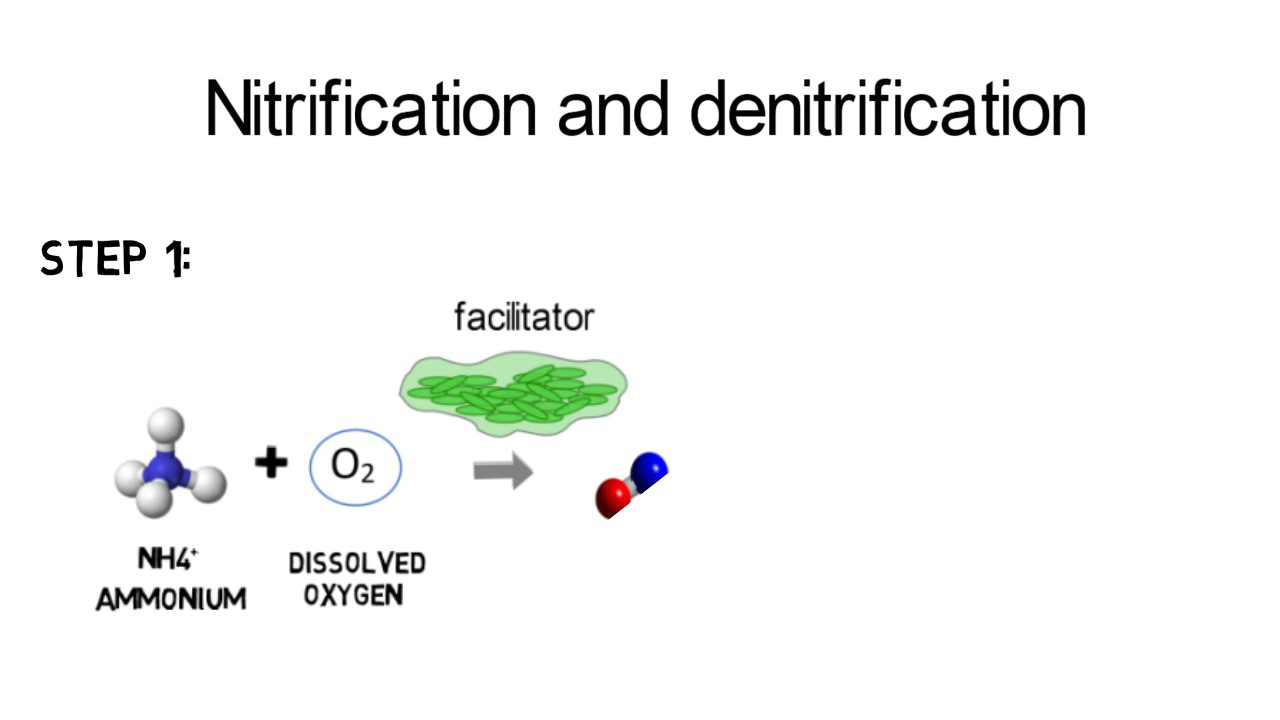 Nitrification and denitrification
STEP 1:
facilitator
+
O₂
NH4⁺
AMMONIUM
DISSOLVED
OXYGEN